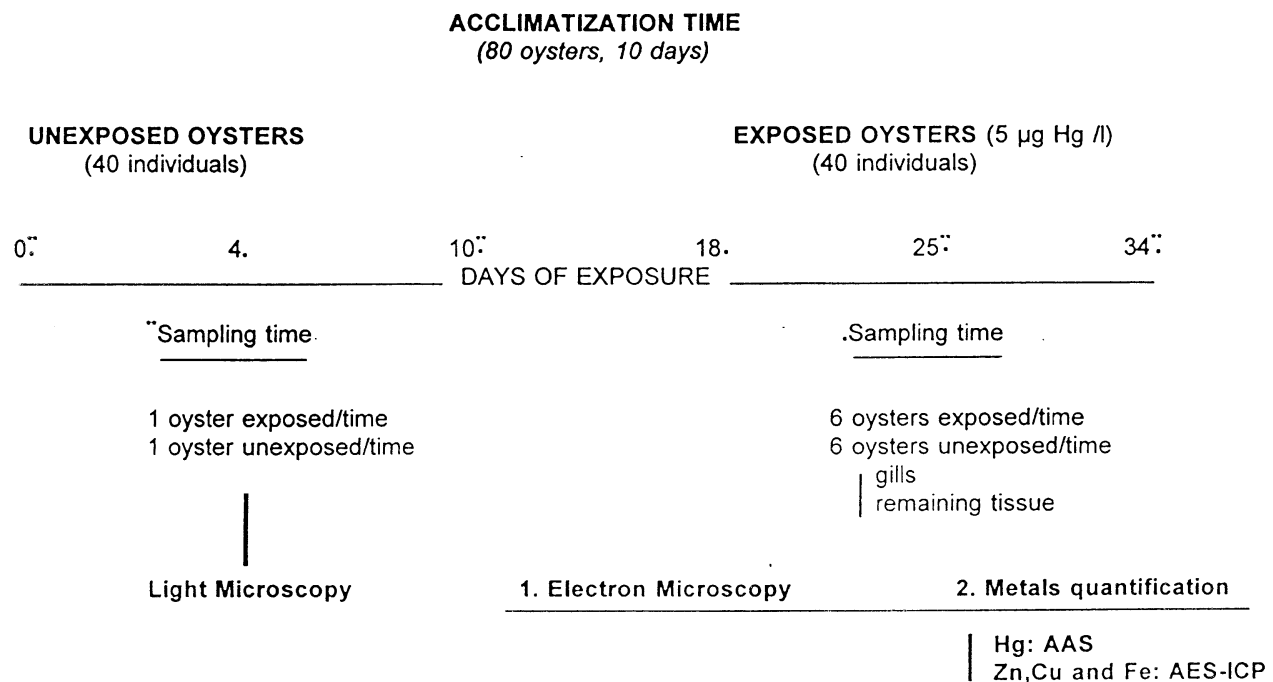 ACCLIMATIZATION TIME
(80 oysters, 10 days)
UNEXPOSED OYSTERS
(40 individuals)
EXPOSED OYSTERS (5 µg Hg /l)
(40 individuals)
0.¨ 4. 10.¨ 18. 25.¨ 34.¨
DAYS OF EXPOSURE
¨Sampling time
1 oyster exposed/time
1 oyster unexposed/time
Light Microscopy
.Sampling time
6 oysters exposed/time
6 oysters unexposed/time
gills
remaining tissue
1. Electron Microscopy
2. Metals quantification
Hg: AAS
Zn,Cu and Fe: AES-ICP